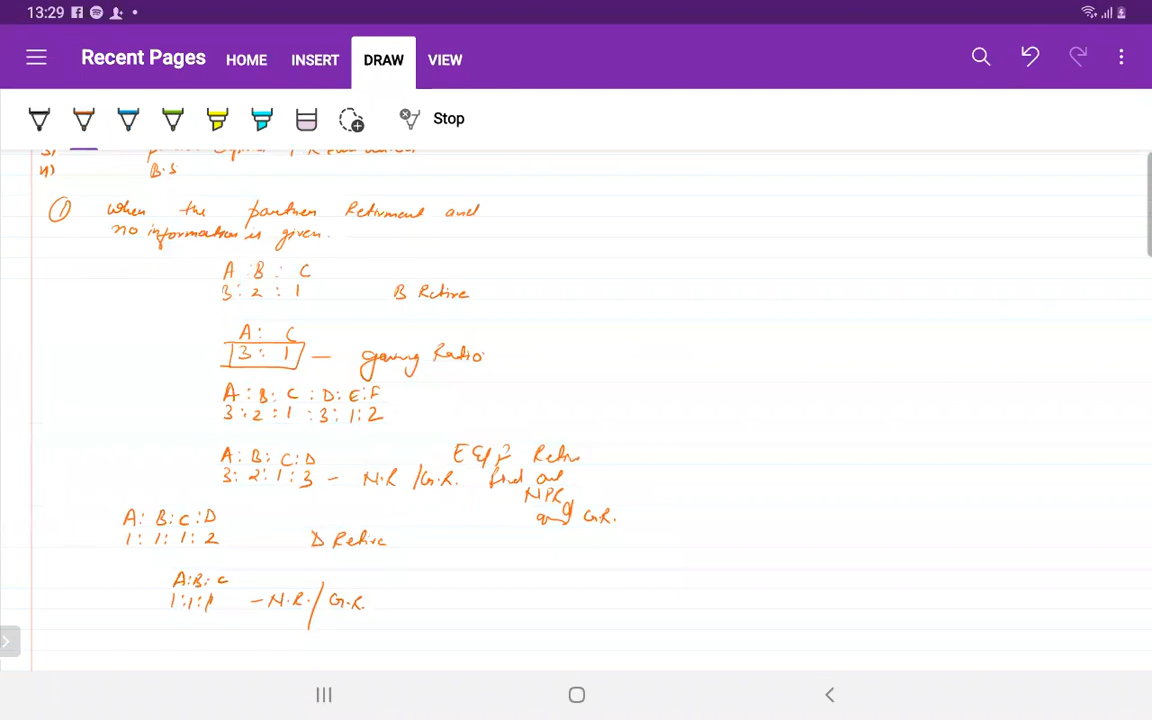 13:29
Recent Pages HOME INSERT DRAW VIEW
Stop
4)
B.S
① When the partner Retirment and
no information is given.
A : B : C
3 : 2 : 1 B Retire
A : C
3 : 1 — Ratio
A : B : C : D : E : F
3 : 2 : 1 : 3 : 1 : 2
A : B : C : D E & F Retire
3 : 2 : 1 : 3 — N.R / G.R. find out
NPR
and G.R.
A : B : C : D
1 : 1 : 1 : 2 D Retire
A : B : C
1 : 1 : 1 — N.R. / G.R.